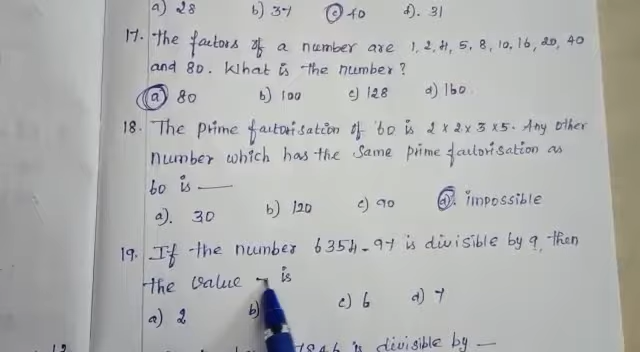 a) 28 b) 37 c) 40 d). 31
17. The factors of a number are 1, 2, 4, 5, 8, 10, 16, 20, 40
and 80. What is the number?
a) 80 b) 100 c) 128 d) 160
18. The prime factorisation of 60 is 2 x 2 x 3 x 5. Any other
number which has the same prime factorisation as
60 is —
a). 30 b) 120 c) 90 d). impossible
19. If the number 6354 - 97 is divisible by 9, then
the value - is
a) 2 b) c) 6 d) 7
is divisible by —